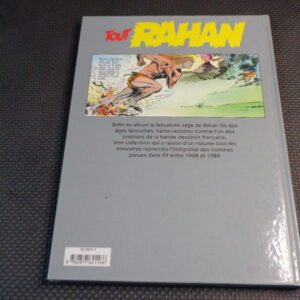 TOUT RAHAN
Enfin en album la fabuleuse saga de Rahan fils des
âges farouches, héros reconnu comme l'un des
premiers de la bande dessinée française.
Une collection qui a raison d'un volume tout les
trimestres reprendra l'intégralité des histoires
parues dans Pif entre 1968 et 1989